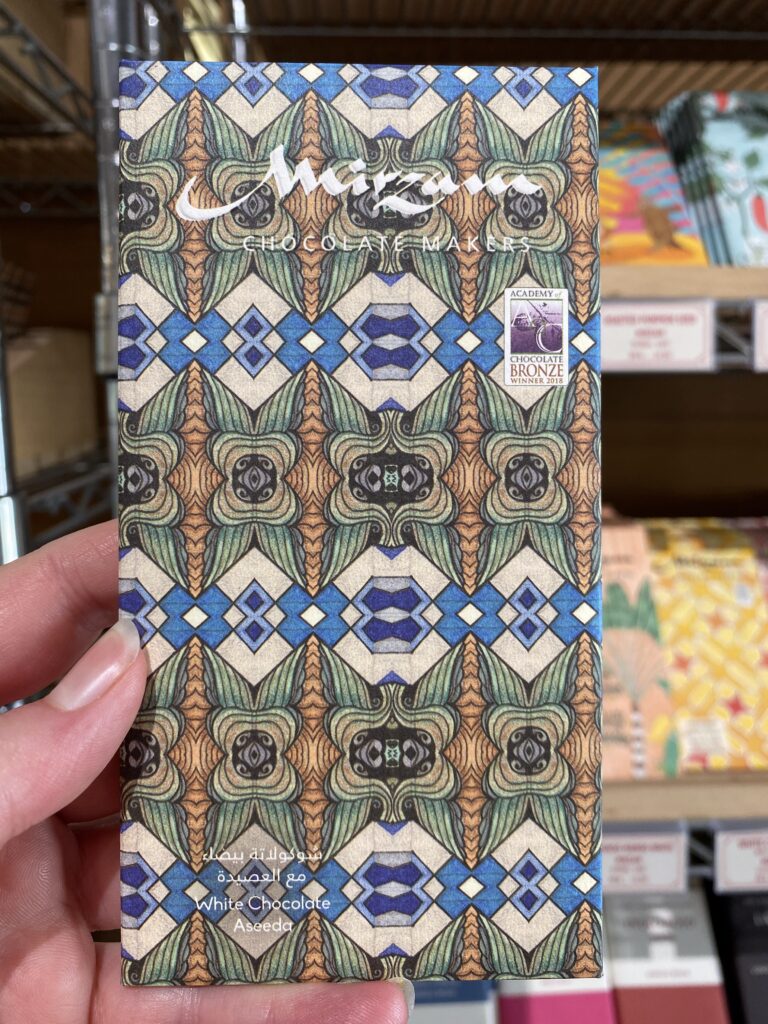 Mirzam
CHOCOLATE MAKERS
ACADEMY of
CHOCOLATE
BRONZE
WINNER 2018
شوكولاتة بيضاء
مع العصيدة
White Chocolate
Aseeda